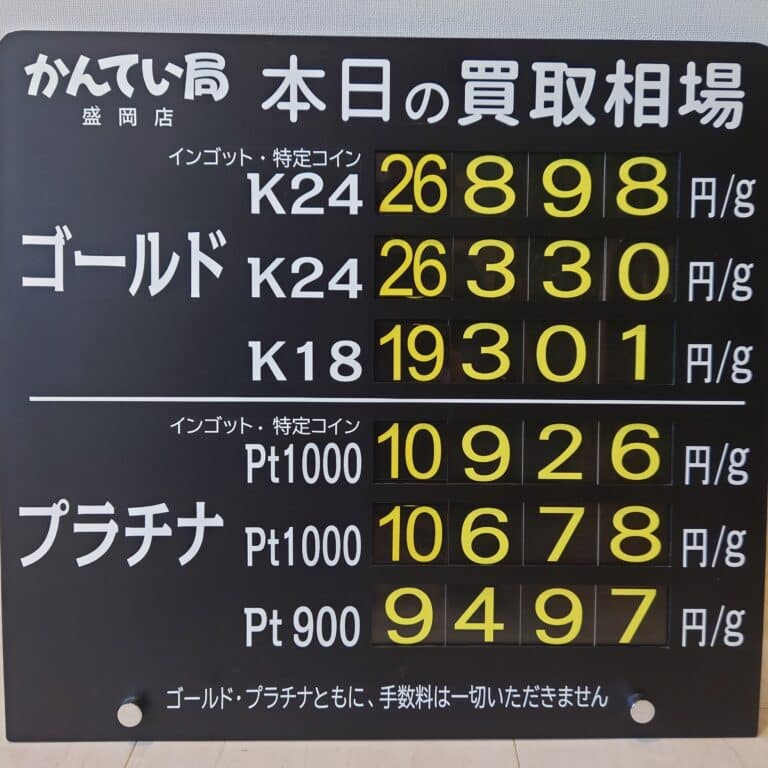 かんてい局 本日の買取相場
盛岡店
インゴット・特定コイン
K24 26898 円/g
ゴールド K24 26330 円/g
K18 19301 円/g
インゴット・特定コイン
Pt1000 10926 円/g
プラチナ Pt1000 10678 円/g
Pt900 9497 円/g
ゴールド・プラチナともに、手数料は一切いただきません